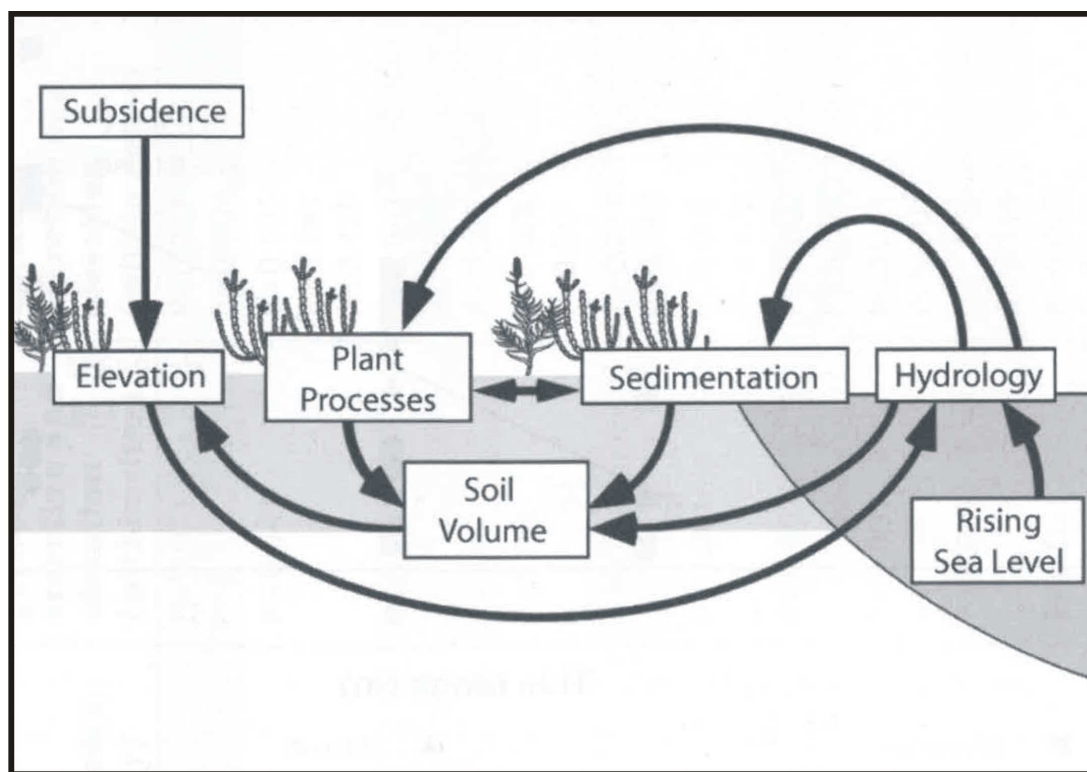 Subsidence
Elevation
Plant
Processes
Sedimentation
Hydrology
Soil
Volume
Rising
Sea Level